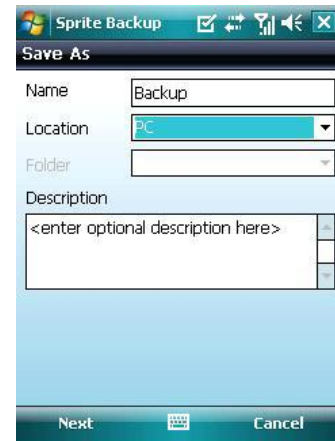 Sprite Backup
Save As
Name Backup
Location PC
Folder
Description
<enter optional description here>
Next Cancel